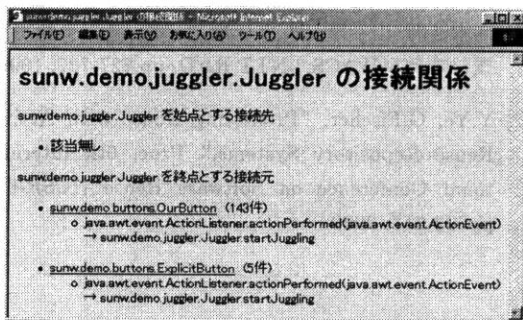 sunw.demo.juggler.Juggler の接続関係 - Microsoft Internet Explorer
ファイル(F) 編集(E) 表示(V) お気に入り(A) ツール(T) ヘルプ(H)
sunw.demo.juggler.Juggler の接続関係
sunw.demo.juggler.Juggler を始点とする接続先
• 該当無し
sunw.demo.juggler.Juggler を終点とする接続元
• sunw.demo.buttons.OurButton (143件)
○ java.awt.event.ActionListener.actionPerformed(java.awt.event.ActionEvent)
→ sunw.demo.juggler.Juggler.startJuggling
• sunw.demo.buttons.ExplicitButton (5件)
○ java.awt.event.ActionListener.actionPerformed(java.awt.event.ActionEvent)
→ sunw.demo.juggler.Juggler.startJuggling